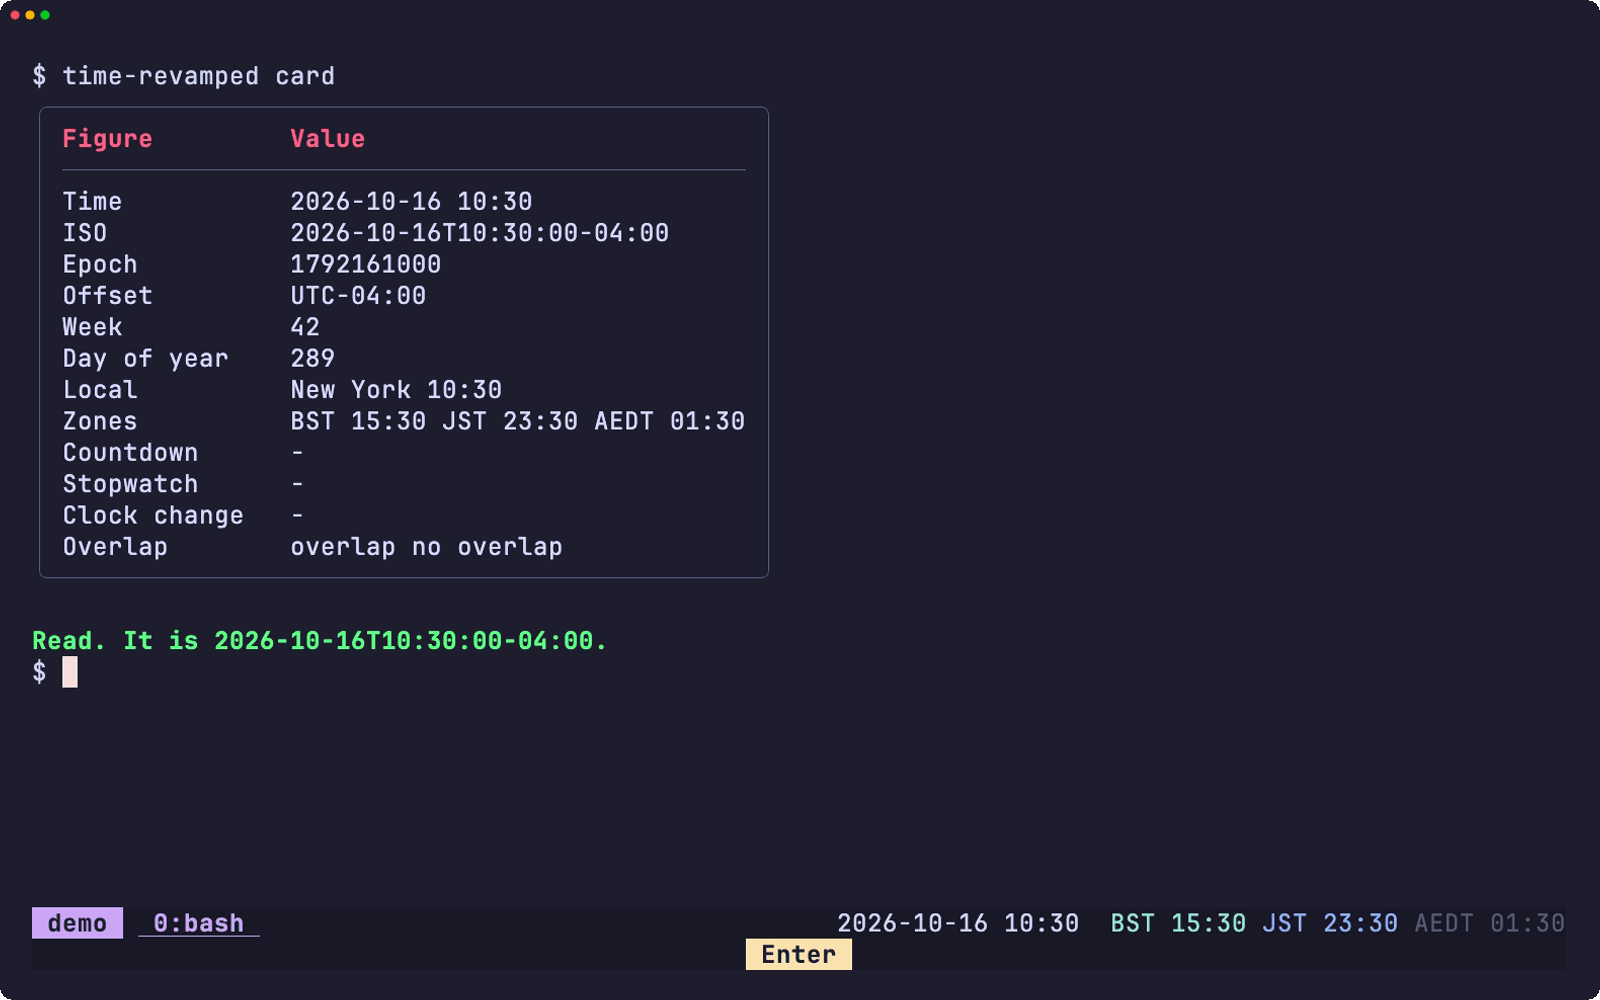 $ time-revamped card
Figure Value
Time 2026-10-16 10:30
ISO 2026-10-16T10:30:00-04:00
Epoch 1792161000
Offset UTC-04:00
Week 42
Day of year 289
Local New York 10:30
Zones BST 15:30 JST 23:30 AEDT 01:30
Countdown -
Stopwatch -
Clock change -
Overlap overlap no overlap
Read. It is 2026-10-16T10:30:00-04:00.
$
demo 0:bash 2026-10-16 10:30 BST 15:30 JST 23:30 AEDT 01:30
Enter